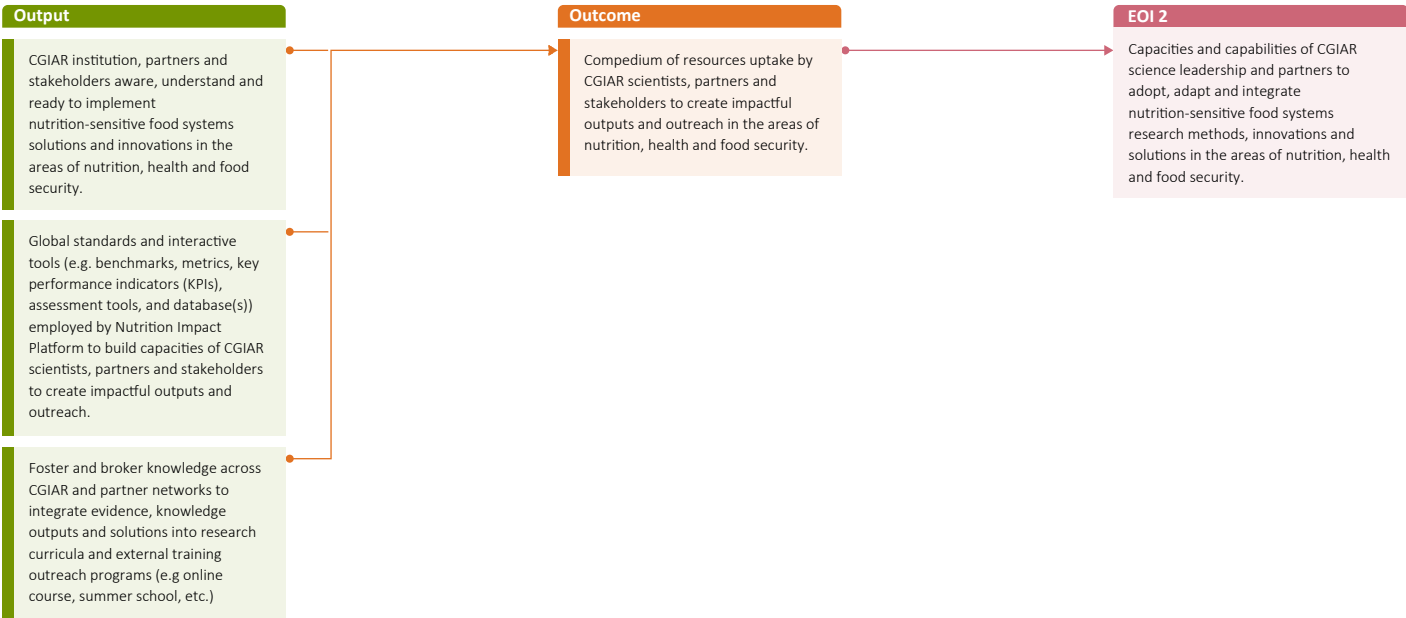 Output
CGIAR institution, partners and
stakeholders aware, understand and
ready to implement
nutrition-sensitive food systems
solutions and innovations in the
areas of nutrition, health and food
security.
Global standards and interactive
tools (e.g. benchmarks, metrics, key
performance indicators (KPIs),
assessment tools, and database(s))
employed by Nutrition Impact
Platform to build capacities of CGIAR
scientists, partners and stakeholders
to create impactful outputs and
outreach.
Foster and broker knowledge across
CGIAR and partner networks to
integrate evidence, knowledge
outputs and solutions into research
curricula and external training
outreach programs (e.g online
course, summer school, etc.)
Outcome
Compedium of resources uptake by
CGIAR scientists, partners and
stakeholders to create impactful
outputs and outreach in the areas of
nutrition, health and food security.
EOI 2
Capacities and capabilities of CGIAR
science leadership and partners to
adopt, adapt and integrate
nutrition-sensitive food systems
research methods, innovations and
solutions in the areas of nutrition, health
and food security.